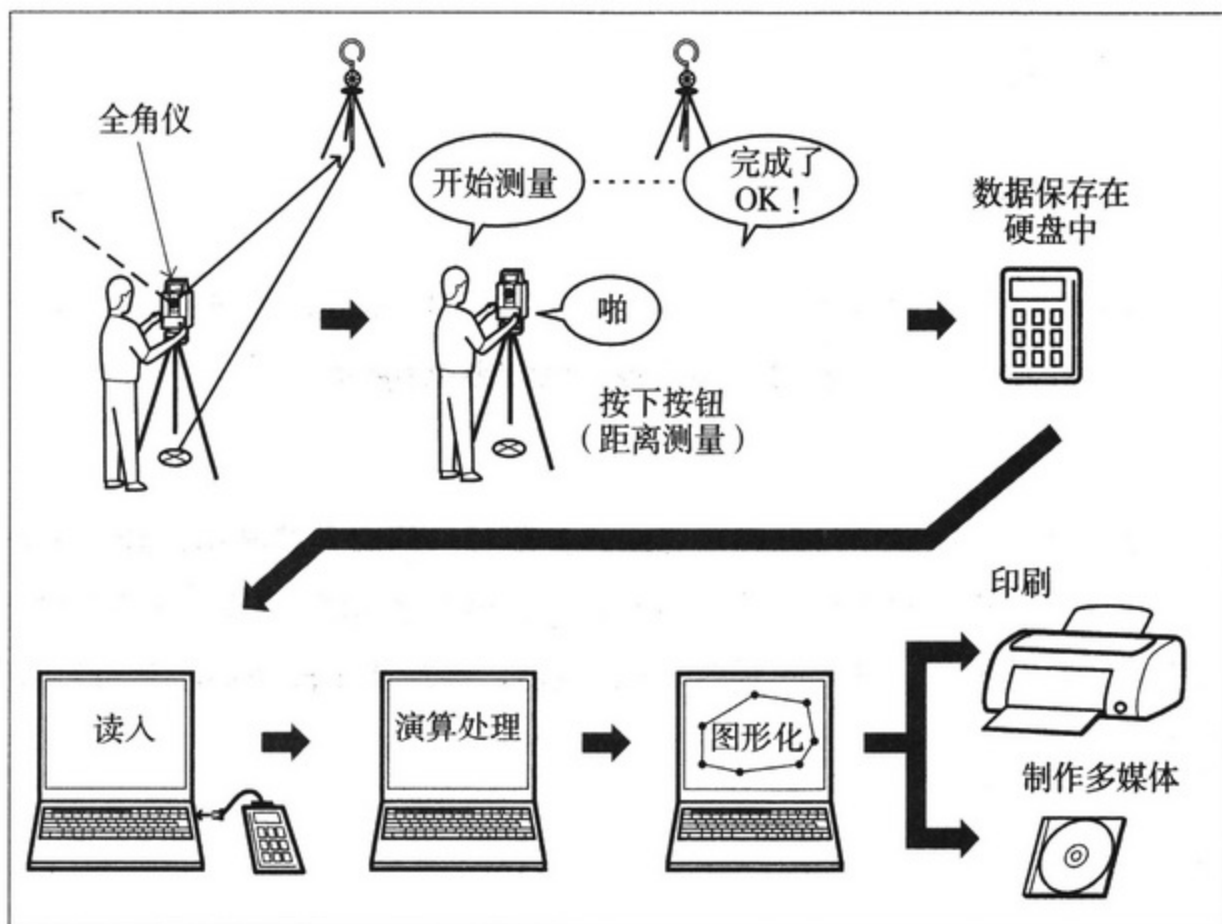 全角仪
开始测量
完成了
OK！
数据保存在
硬盘中
啪
按下按钮
（距离测量）
印刷
读入
演算处理
图形化
制作多媒体